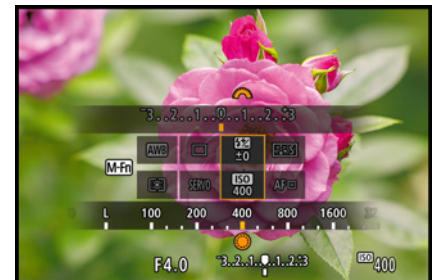 -3..2..1..0..1..2..+3
AWB ±0
M-Fn
SERVO ISO 400 AF
L 100 200 400 800 1600
F4.0 -3..2..1..0..1..2..+3 ISO 400